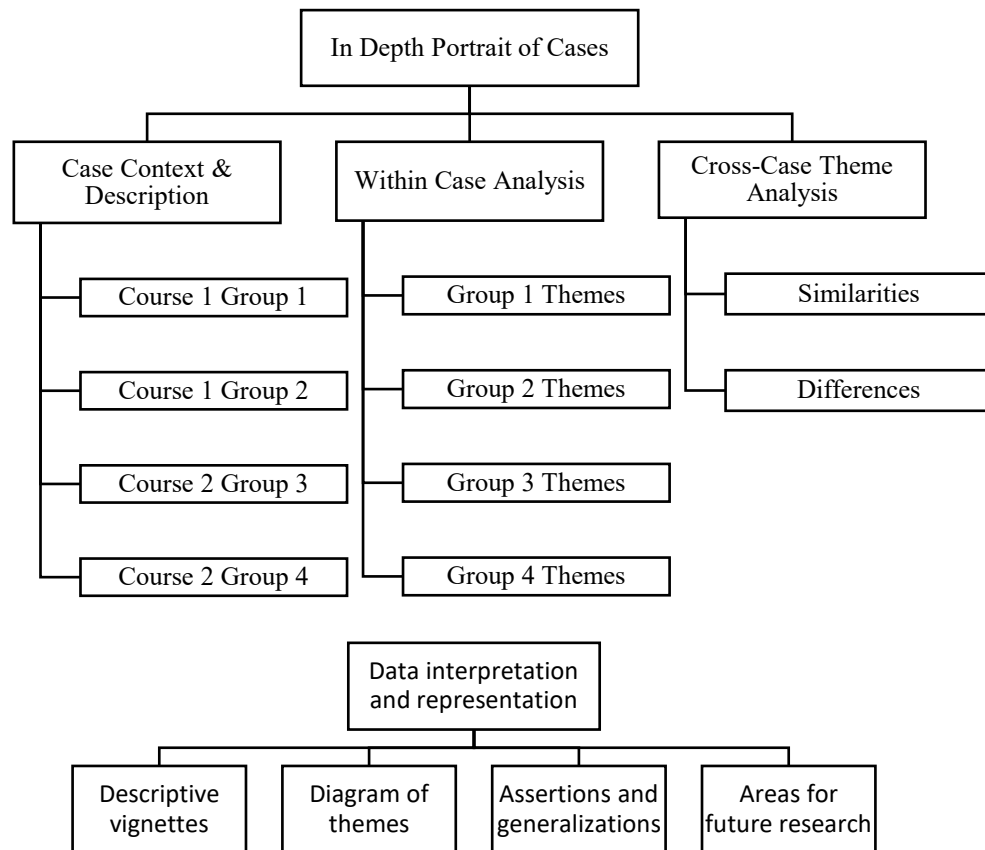 In Depth Portrait of Cases
Case Context &
Description
Within Case Analysis
Cross-Case Theme
Analysis
Course 1 Group 1
Course 1 Group 2
Course 2 Group 3
Course 2 Group 4
Group 1 Themes
Group 2 Themes
Group 3 Themes
Group 4 Themes
Similarities
Differences
Data interpretation
and representation
Descriptive
vignettes
Diagram of
themes
Assertions and
generalizations
Areas for
future research